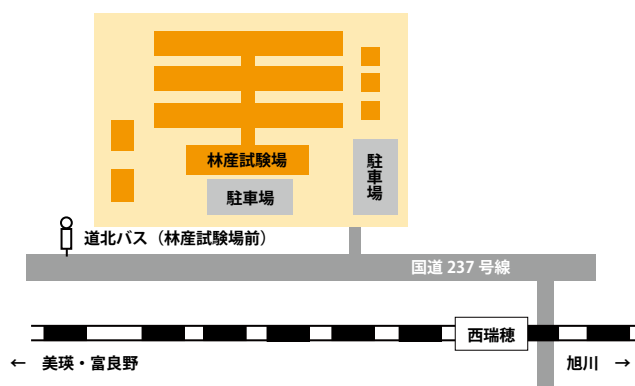 林産試験場
駐車場
駐車場
道北バス（林産試験場前）
国道 237 号線
西瑞穂
← 美瑛・富良野
旭川 →